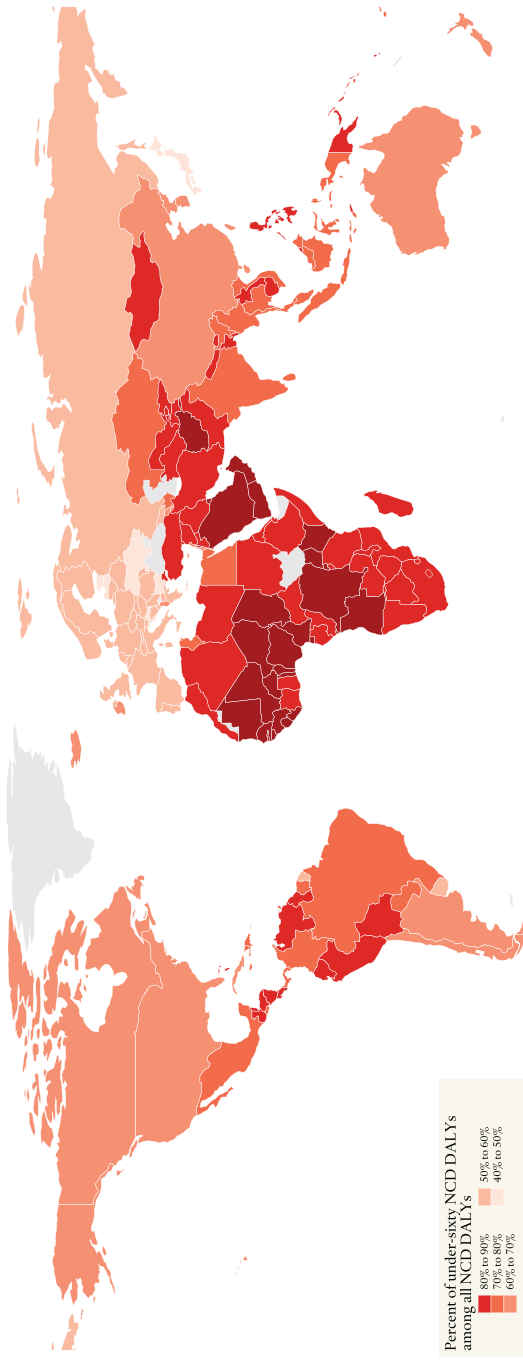 Percent of under-sixty NCD DALYs
among all NCD DALYs
80% to 90%
70% to 80%
60% to 70%
50% to 60%
40% to 50%